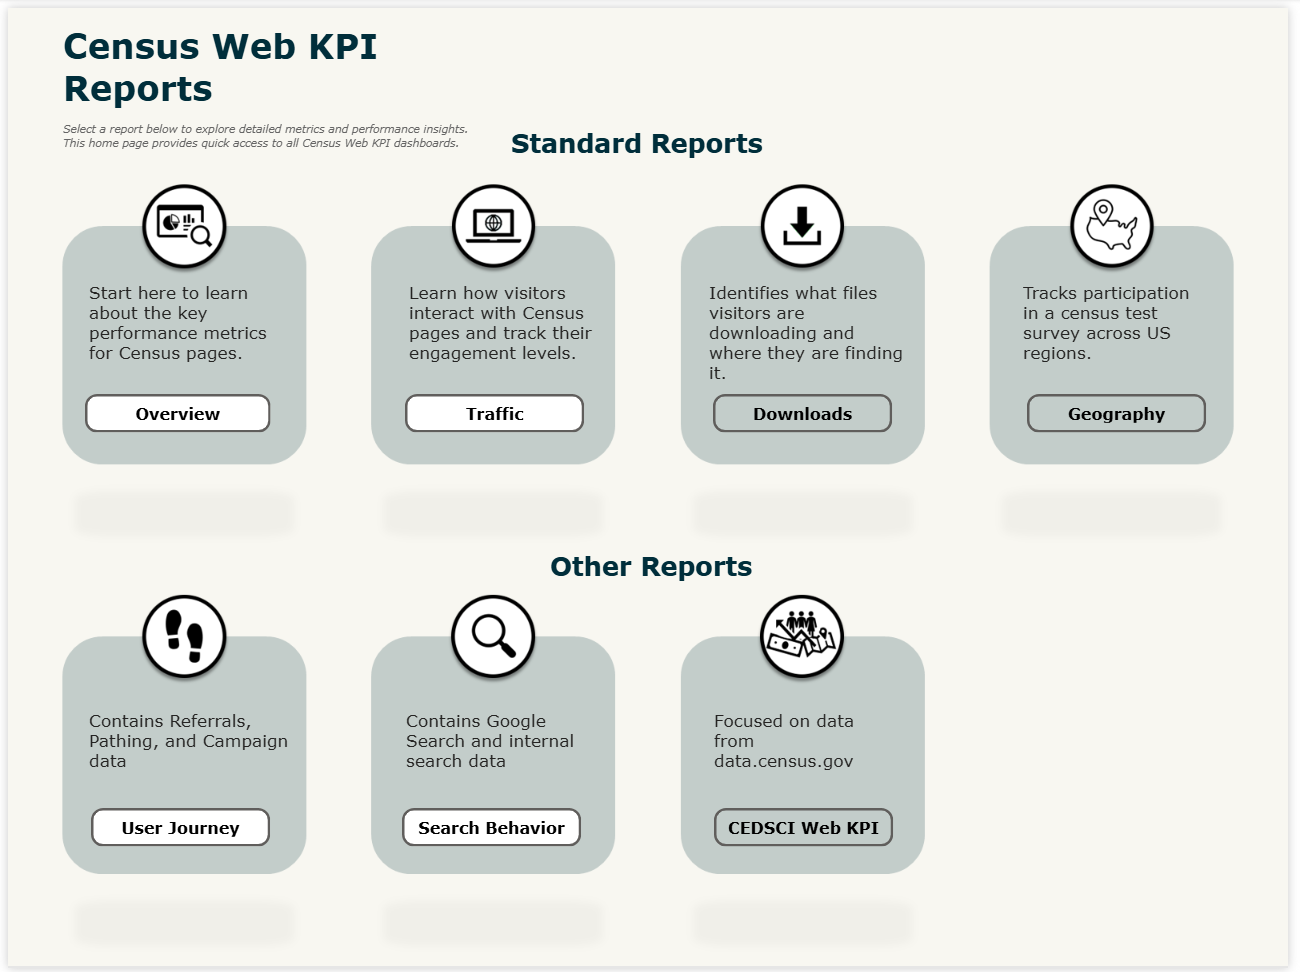 Census Web KPI
Reports
Select a report below to explore detailed metrics and performance insights.
This home page provides quick access to all Census Web KPI dashboards.
Standard Reports
Start here to learn
about the key
performance metrics
for Census pages.
Overview
Learn how visitors
interact with Census
pages and track their
engagement levels.
Traffic
Identifies what files
visitors are
downloading and
where they are finding
it.
Downloads
Tracks participation
in a census test
survey across US
regions.
Geography
Other Reports
Contains Referrals,
Pathing, and Campaign
data
User Journey
Contains Google
Search and internal
search data
Search Behavior
Focused on data
from
data.census.gov
CEDSCI Web KPI